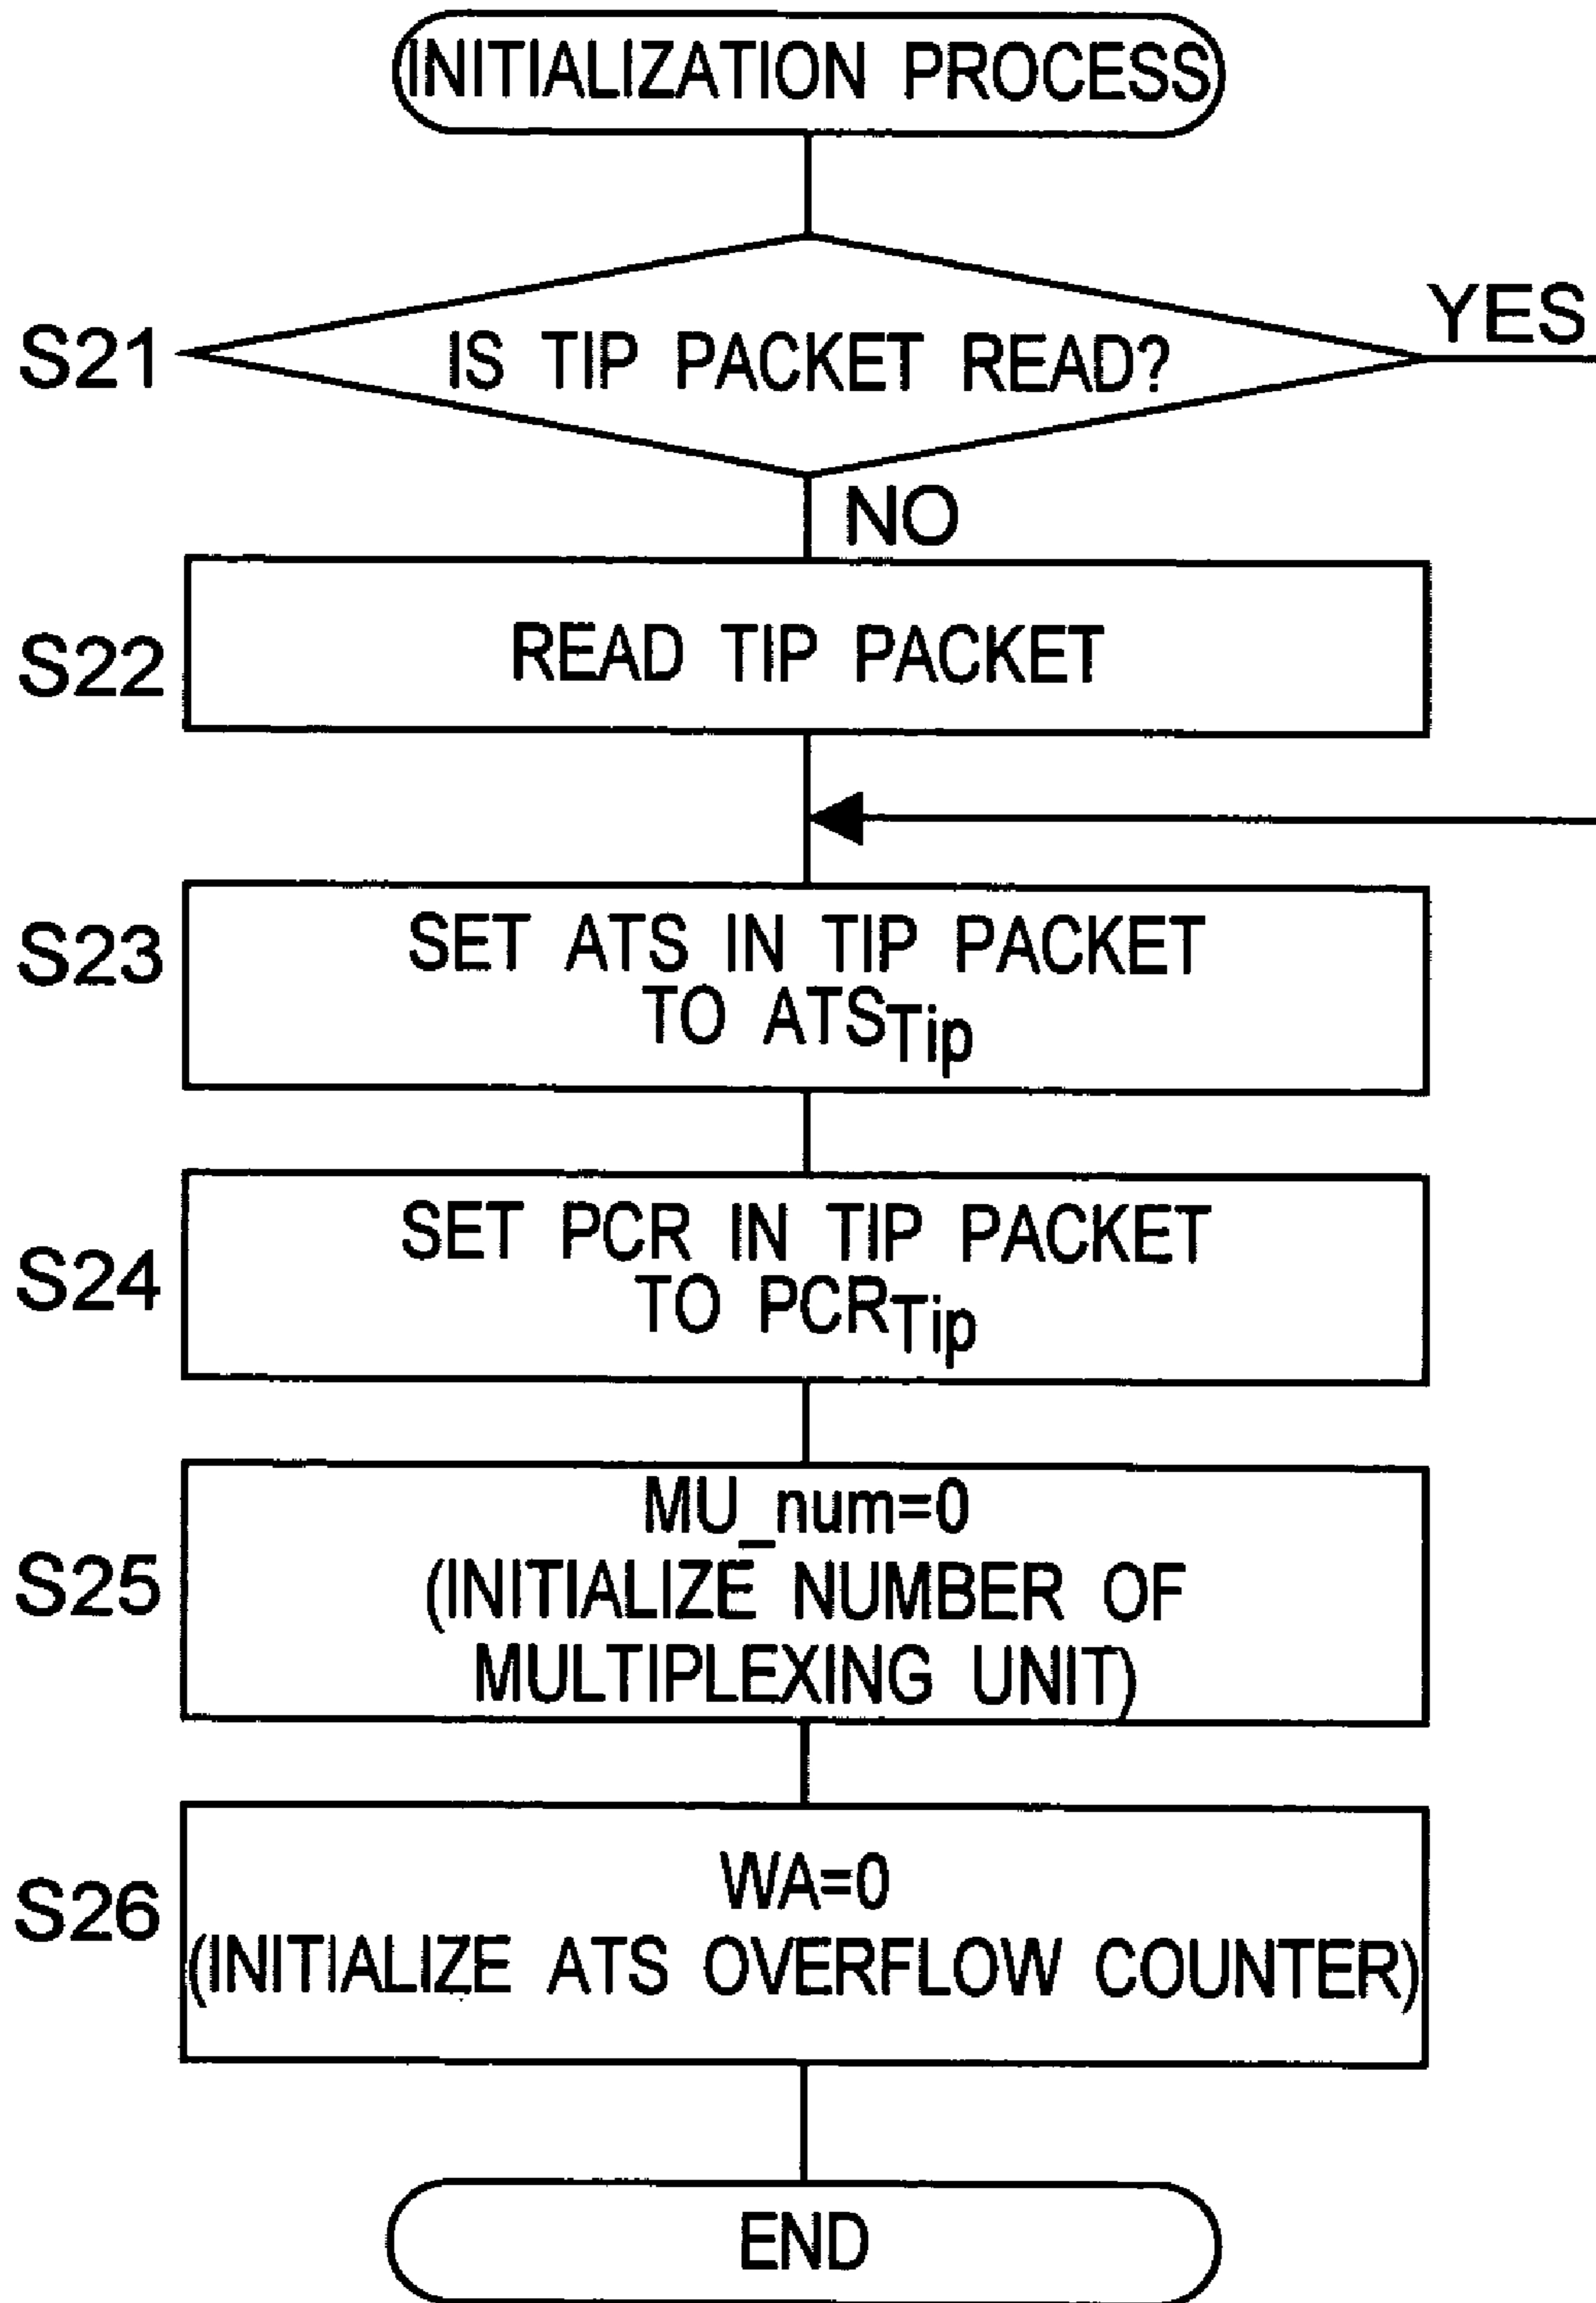 INITIALIZATION PROCESS
YES
S21
IS TIP PACKET READ?
NO
S22
READ TIP PACKET
S23
SET ATS IN TIP PACKET
TO ATSTip
S24
SET PCR IN TIP PACKET
TO PCRTip
S25
MU_num=0
(INITIALIZE NUMBER OF
MULTIPLEXING UNIT)
S26
WA=0
(INITIALIZE ATS OVERFLOW COUNTER)
END